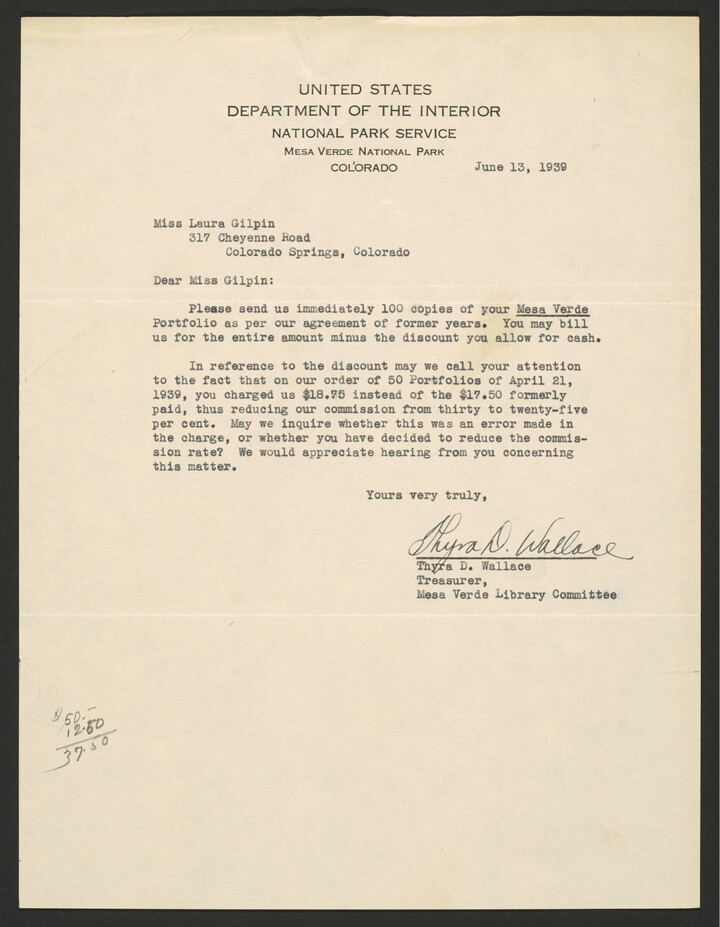 UNITED STATES
DEPARTMENT OF THE INTERIOR
NATIONAL PARK SERVICE
MESA VERDE NATIONAL PARK
COLORADO
June 13, 1939
Miss Laura Gilpin
317 Cheyenne Road
Colorado Springs, Colorado
Dear Miss Gilpin:
Please send us immediately 100 copies of your Mesa Verde
Portfolio as per our agreement of former years. You may bill
us for the entire amount minus the discount you allow for cash.
In reference to the discount may we call your attention
to the fact that on our order of 50 Portfolios of April 21,
1939, you charged us $18.75 instead of the $17.50 formerly
paid, thus reducing our commission from thirty to twenty-five
per cent. May we inquire whether this was an error made in
the charge, or whether you have decided to reduce the commis-
sion rate? We would appreciate hearing from you concerning
this matter.
Yours very truly,
Thyra D. Wallace
Thyra D. Wallace
Treasurer,
Mesa Verde Library Committee
$50.-
12.50
37.50